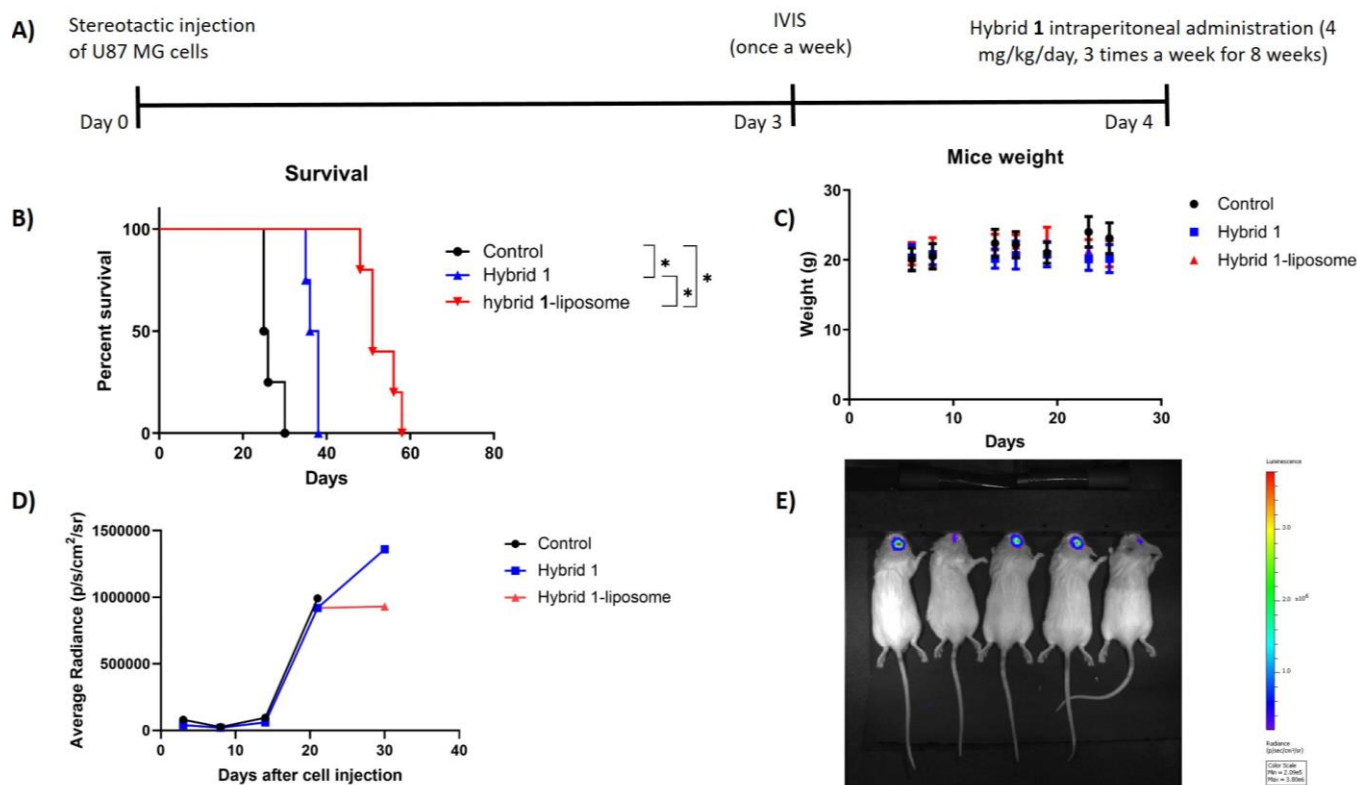 A)
Stereotactic injection
of U87 MG cells
IVIS
(once a week)
Hybrid 1 intraperitoneal administration (4
mg/kg/day, 3 times a week for 8 weeks)
Day 0
Day 3
Day 4
B)
Survival
100
50
0
0 20 40 60 80
Percent survival
Days
Control
Hybrid 1
hybrid 1-liposome
*
*
*
C)
Mice weight
30
20
10
0
0 10 20 30
Weight (g)
Days
Control
Hybrid 1
Hybrid 1-liposome
D)
1500000
1000000
500000
0
0 10 20 30 40
Average Radiance (p/s/cm²/sr)
Days after cell injection
Control
Hybrid 1
Hybrid 1-liposome
E)
Luminescence
3.0
2.0 x10⁶
1.0
Radiance
(p/sec/cm²/sr)
Color Scale
Min = 2.09e5
Max = 3.80e6